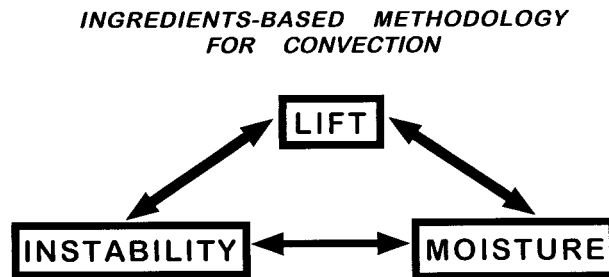 INGREDIENTS-BASED METHODOLOGY
FOR CONVECTION
LIFT
INSTABILITY
MOISTURE